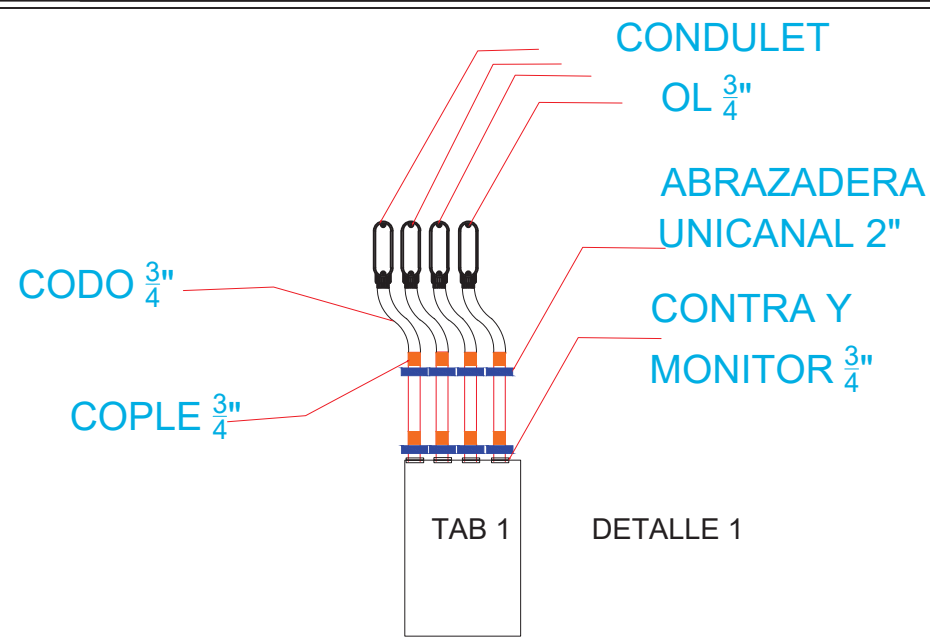 CONDULET
OL 3/4"
ABRAZADERA
UNICANAL 2"
CODO 3/4"
CONTRA Y
MONITOR 3/4"
COPLE 3/4"
TAB 1
DETALLE 1